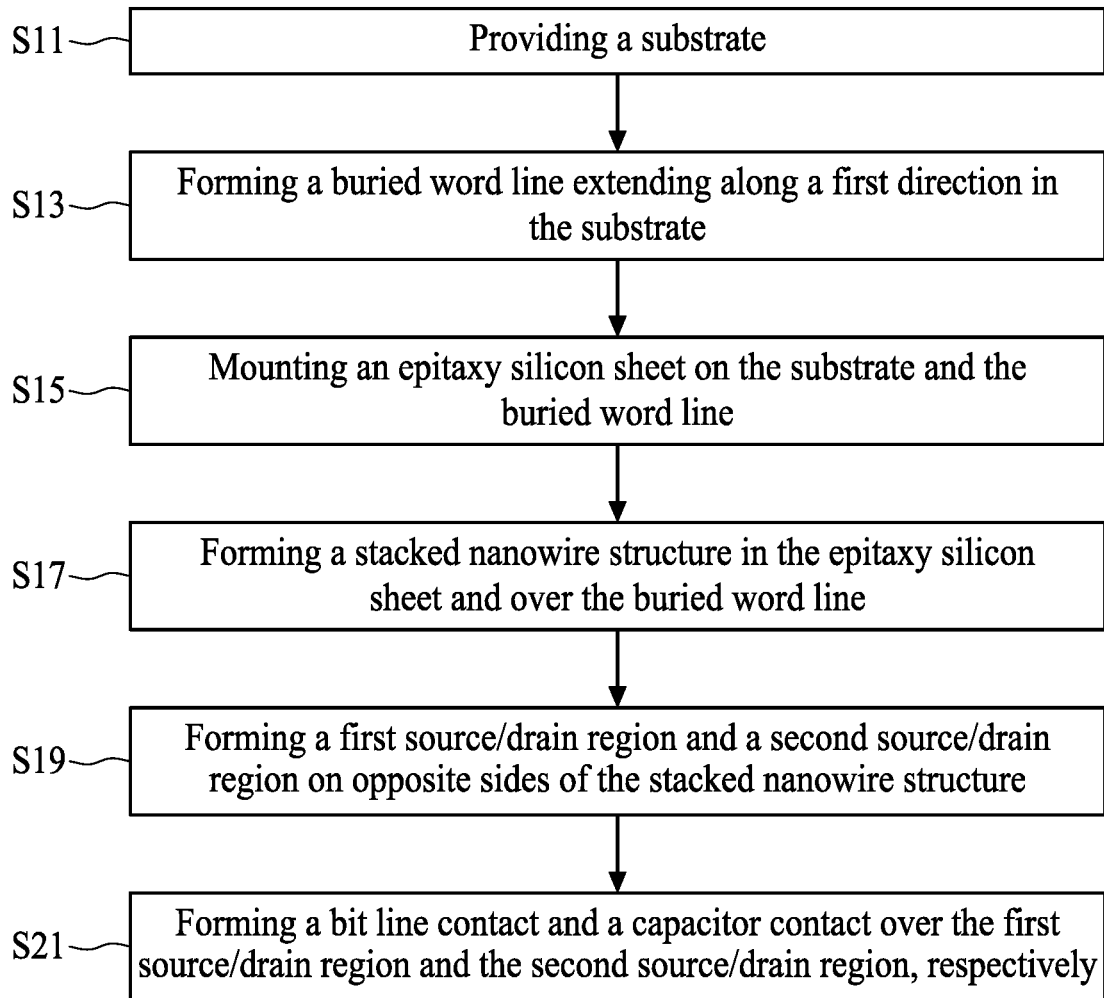 S11
Providing a substrate
S13
Forming a buried word line extending along a first direction in
the substrate
S15
Mounting an epitaxy silicon sheet on the substrate and the
buried word line
S17
Forming a stacked nanowire structure in the epitaxy silicon
sheet and over the buried word line
S19
Forming a first source/drain region and a second source/drain
region on opposite sides of the stacked nanowire structure
S21
Forming a bit line contact and a capacitor contact over the first
source/drain region and the second source/drain region, respectively